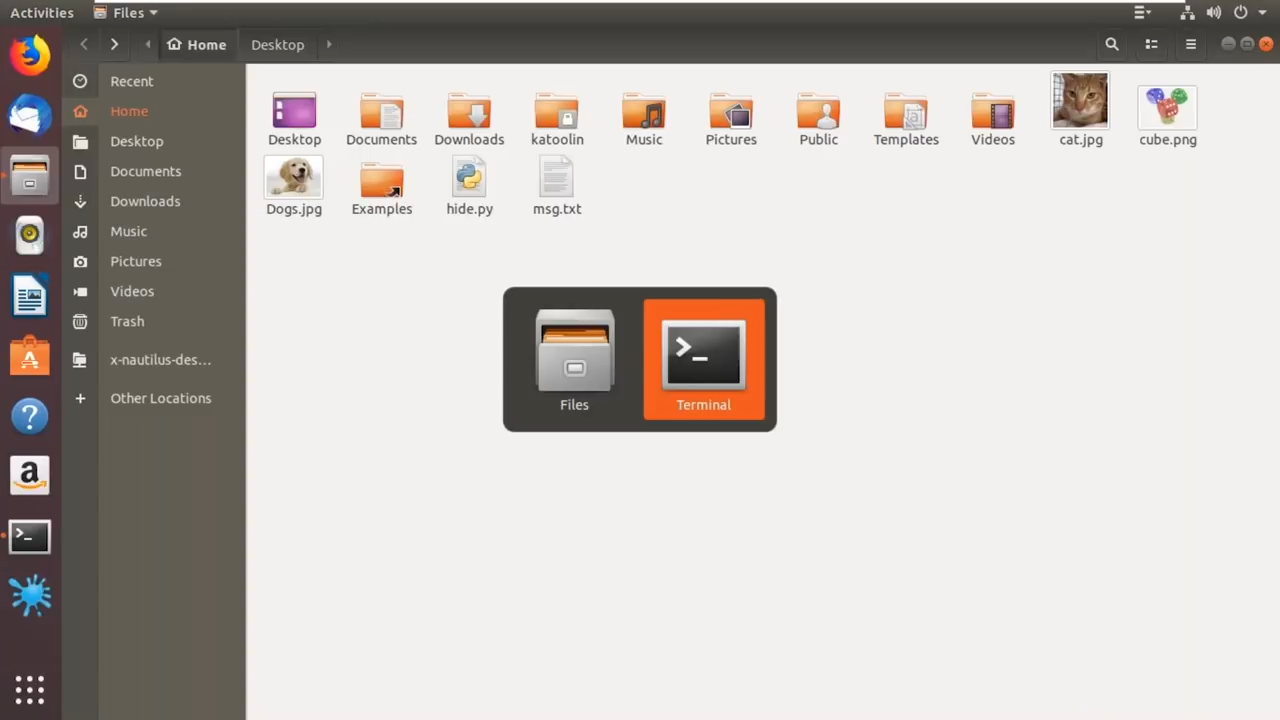 Activities
Files
Home
Desktop
Recent
Home
Desktop
Documents
Downloads
Music
Pictures
Videos
Trash
x-nautilus-des...
Other Locations
Desktop
Documents
Downloads
katoolin
Music
Pictures
Public
Templates
Videos
cat.jpg
cube.png
Dogs.jpg
Examples
hide.py
msg.txt
Files
Terminal